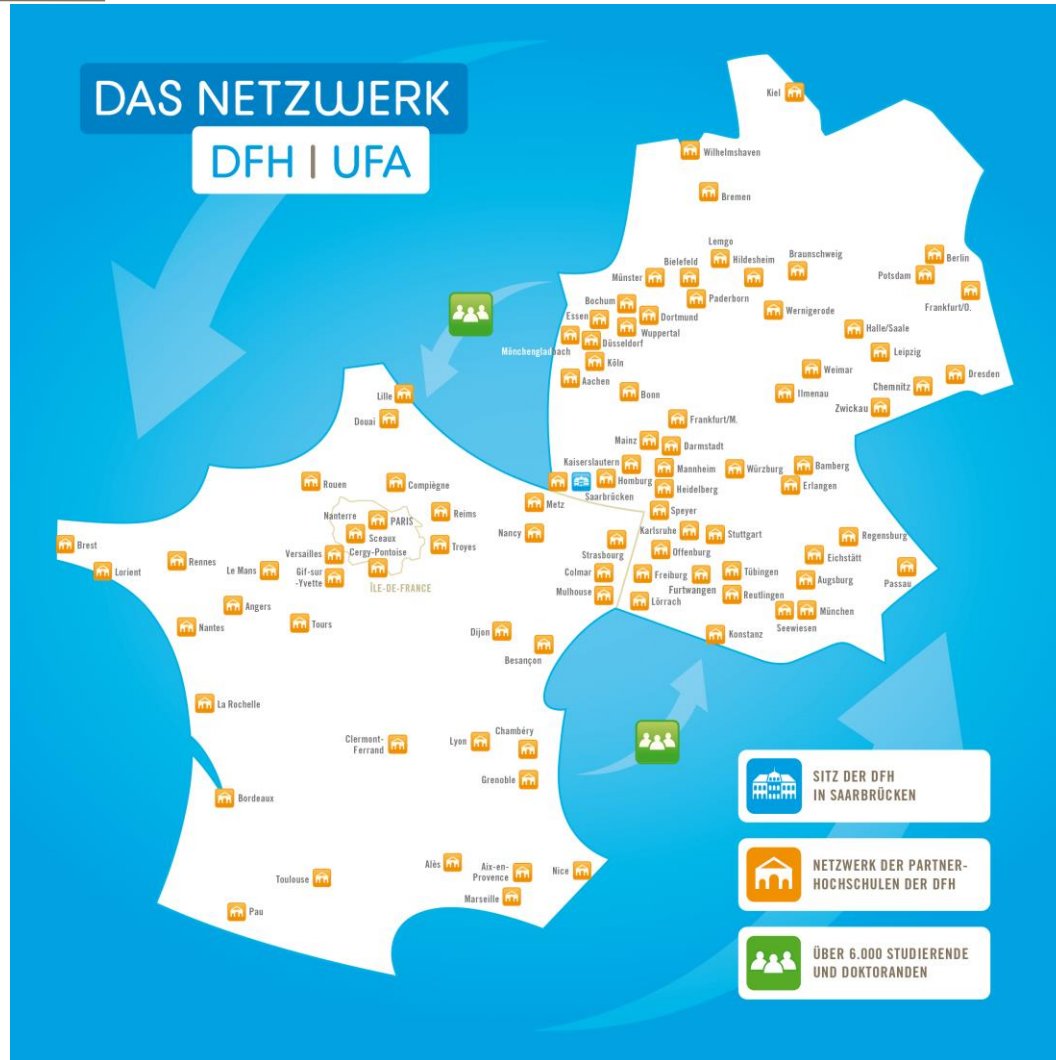 DAS NETZWERK
DFH | UFA
Kiel
Wilhelmshaven
Bremen
Lemgo
Bielefeld
Hildesheim
Braunschweig
Berlin
Münster
Potsdam
Paderborn
Frankfurt/O.
Bochum
Essen
Dortmund
Wernigerode
Wuppertal
Halle/Saale
Düsseldorf
Mönchengladbach
Leipzig
Köln
Weimar
Dresden
Aachen
Chemnitz
Bonn
Ilmenau
Zwickau
Lille
Douai
Frankfurt/M.
Mainz
Darmstadt
Kaiserslautern
Mannheim
Würzburg
Bamberg
Homburg
Heidelberg
Erlangen
Saarbrücken
Rouen
Compiègne
Metz
Speyer
Nanterre
PARIS
Reims
Sceaux
Nancy
Karlsruhe
Stuttgart
Regensburg
Brest
Versailles
Cergy-Pontoise
Troyes
Strasbourg
Offenburg
Eichstätt
Rennes
Le Mans
Gif-sur
-Yvette
ÎLE-DE-FRANCE
Lorient
Colmar
Freiburg
Tübingen
Augsburg
Passau
Mulhouse
Furtwangen
Reutlingen
Lörrach
Angers
München
Seewiesen
Nantes
Tours
Dijon
Konstanz
Besançon
La Rochelle
Clermont-
Ferrand
Lyon
Chambéry
Grenoble
Bordeaux
SITZ DER DFH
IN SAARBRÜCKEN
Alès
Aix-en-
Provence
Nice
Toulouse
Marseille
Pau
NETZWERK DER PARTNER-
HOCHSCHULEN DER DFH
ÜBER 6.000 STUDIERENDE
UND DOKTORANDEN